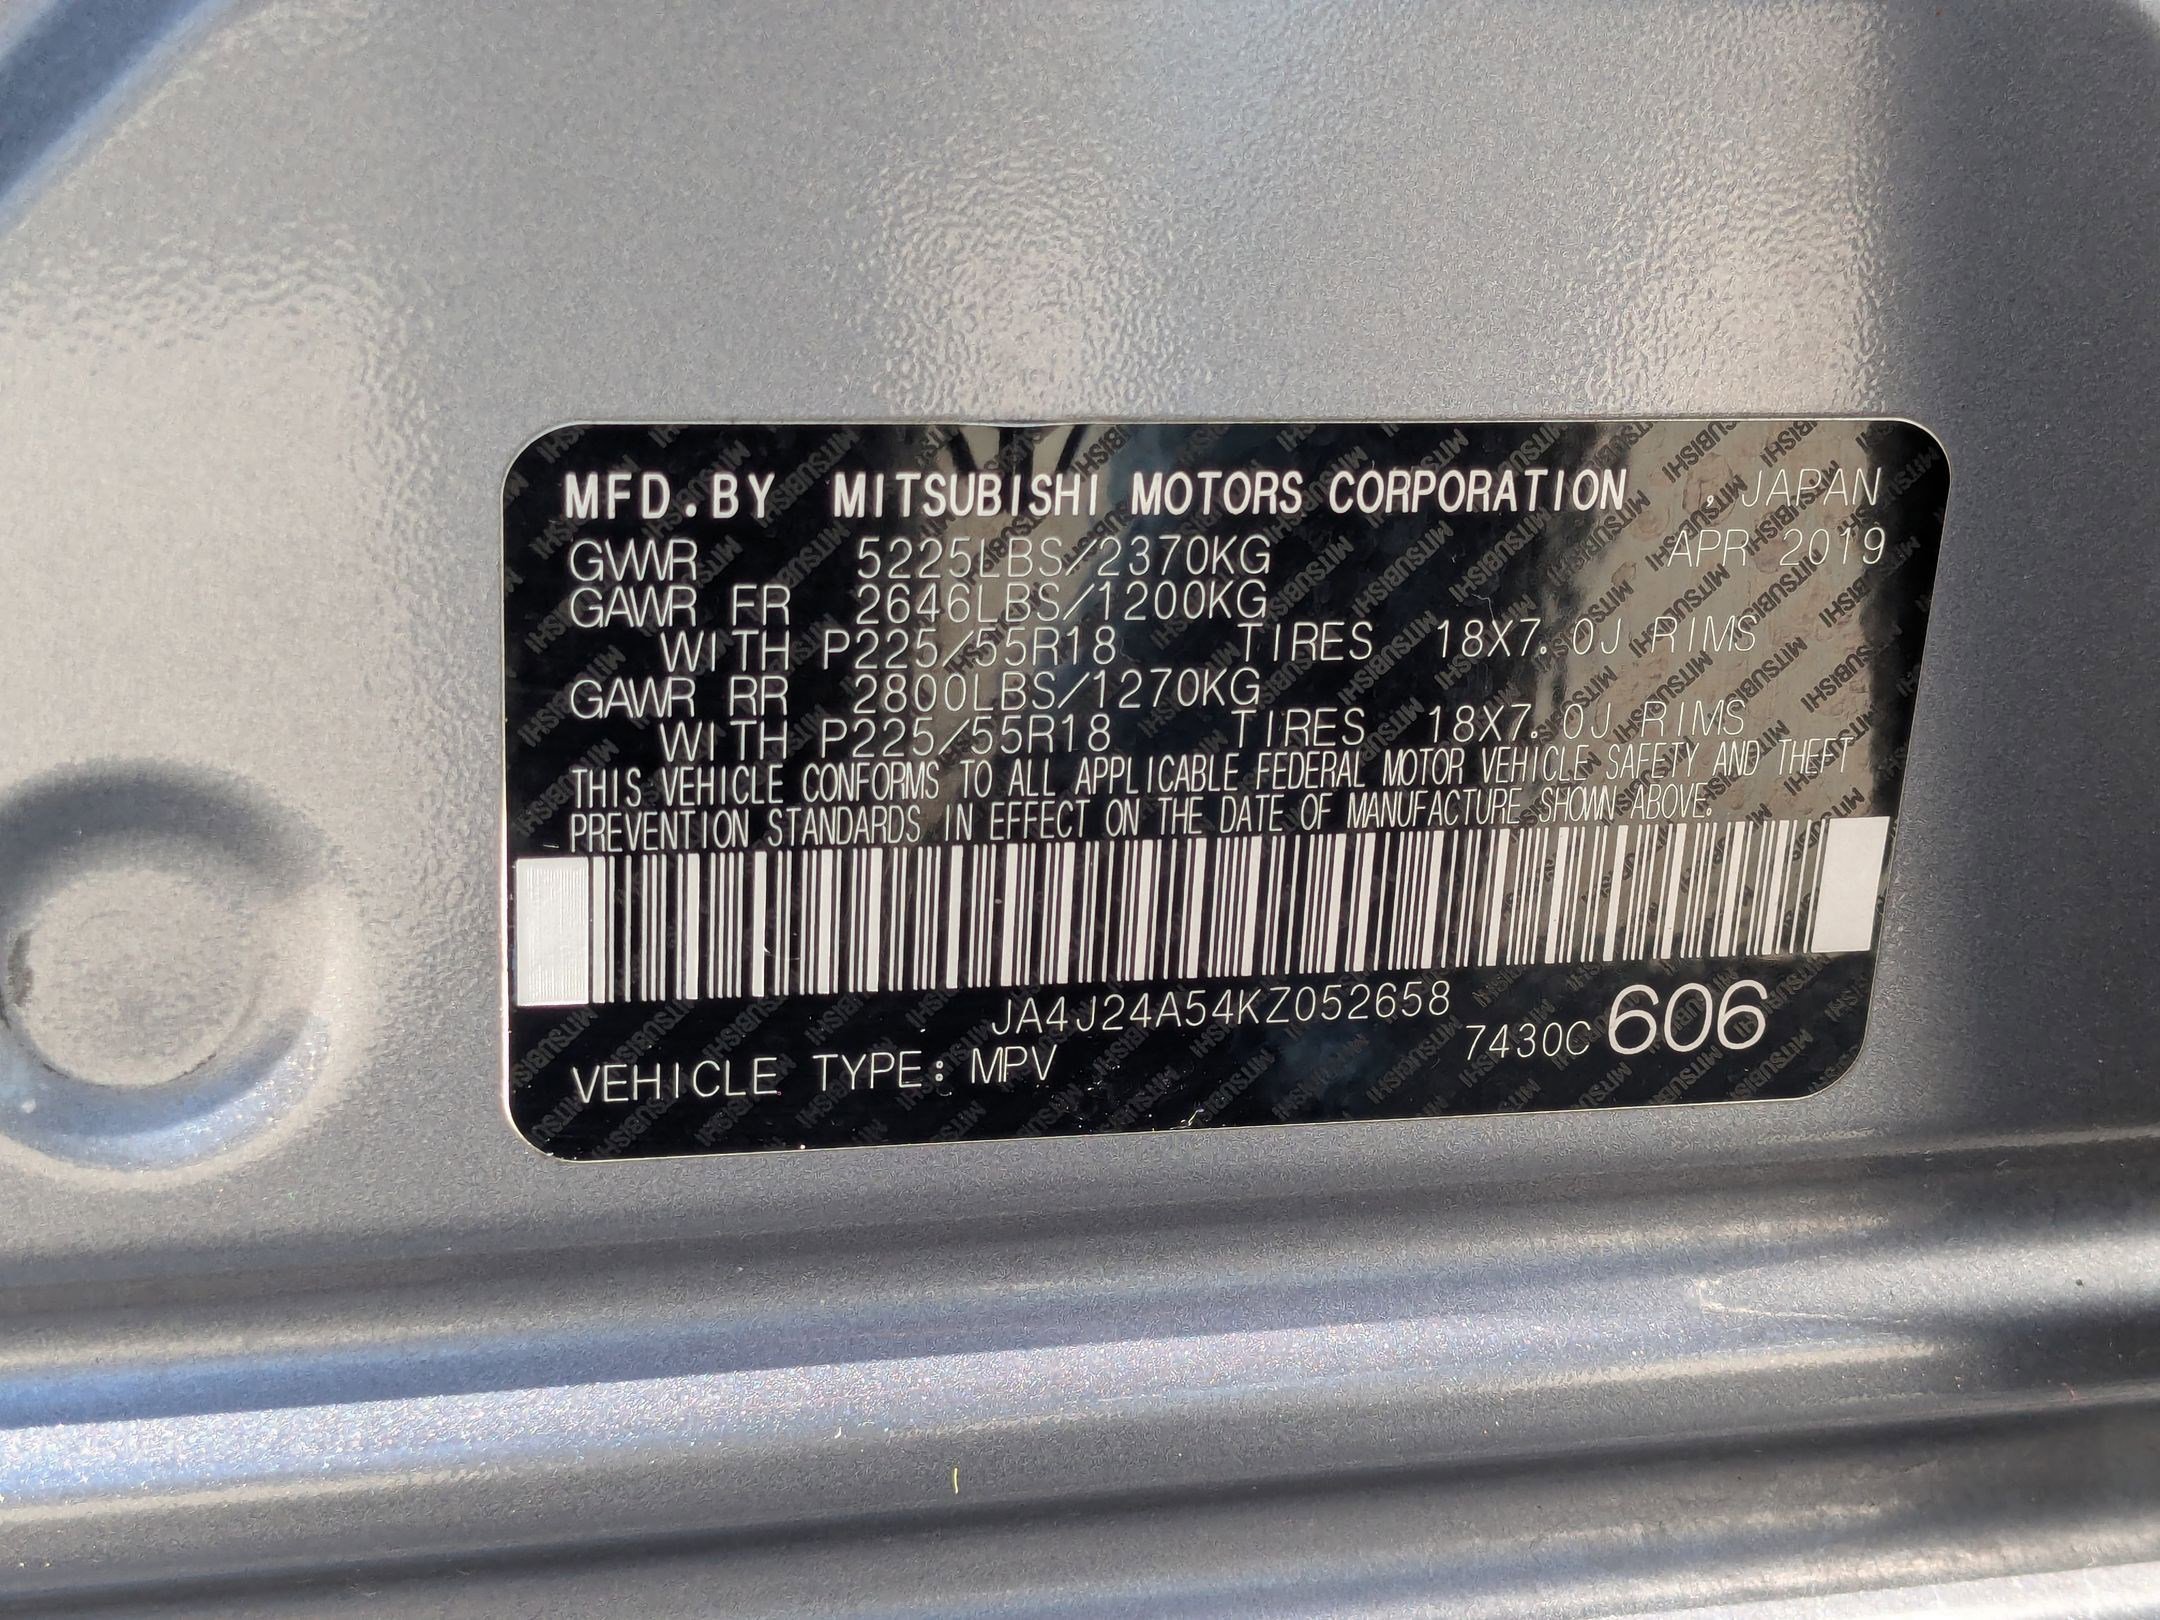 MFD.BY MITSUBISHI MOTORS CORPORATION , JAPAN
GVWR 5225LBS/2370KG APR 2019
GAWR FR 2646LBS/1200KG
WITH P225/55R18 TIRES 18X7.0J RIMS
GAWR RR 2800LBS/1270KG
WITH P225/55R18 TIRES 18X7.0J RIMS
THIS VEHICLE CONFORMS TO ALL APPLICABLE FEDERAL MOTOR VEHICLE SAFETY AND THEFT
PREVENTION STANDARDS IN EFFECT ON THE DATE OF MANUFACTURE SHOWN ABOVE.
JA4J24A54KZ052658
VEHICLE TYPE: MPV 7430C 606